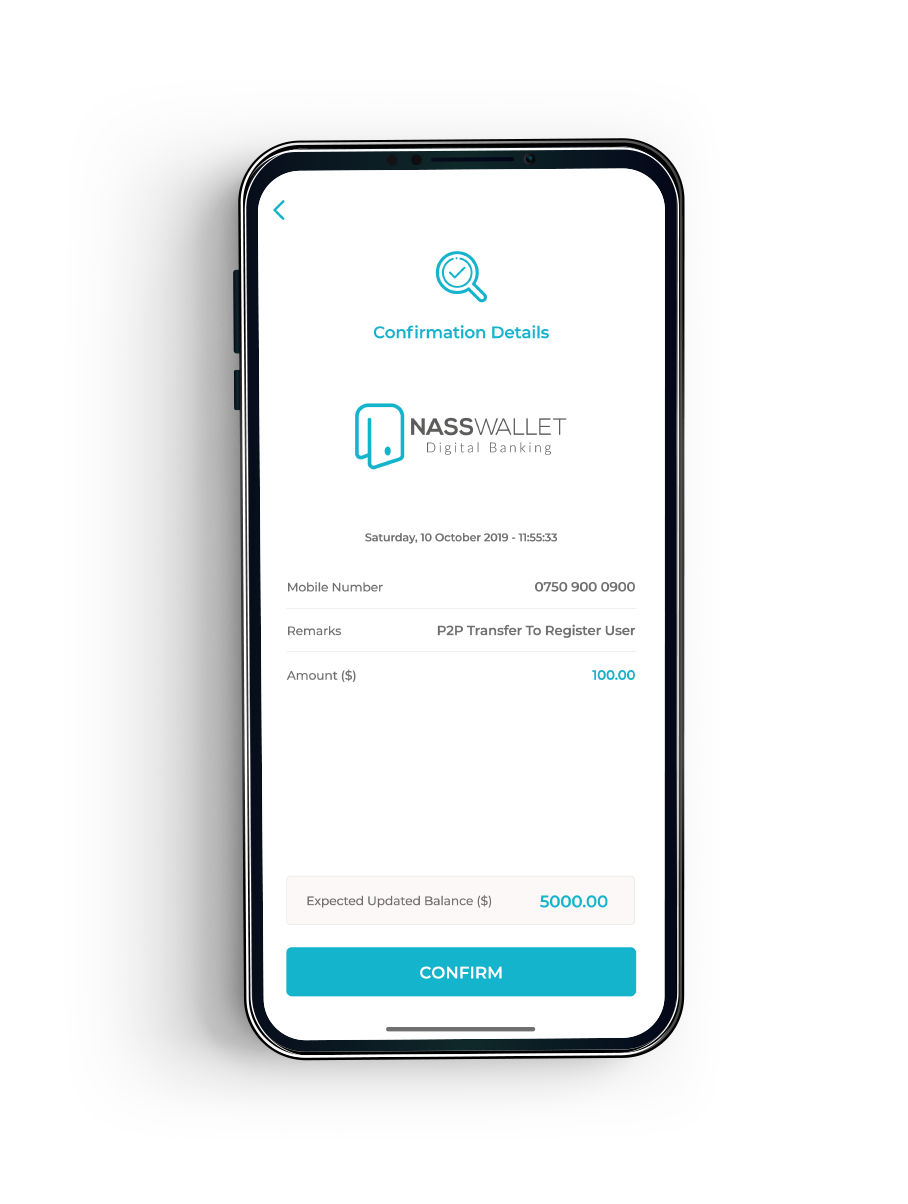 Confirmation Details
NASSWALLET
Digital Banking
Saturday, 10 October 2019 - 11:55:33
Mobile Number 0750 900 0900
Remarks P2P Transfer To Register User
Amount ($) 100.00
Expected Updated Balance ($) 5000.00
CONFIRM